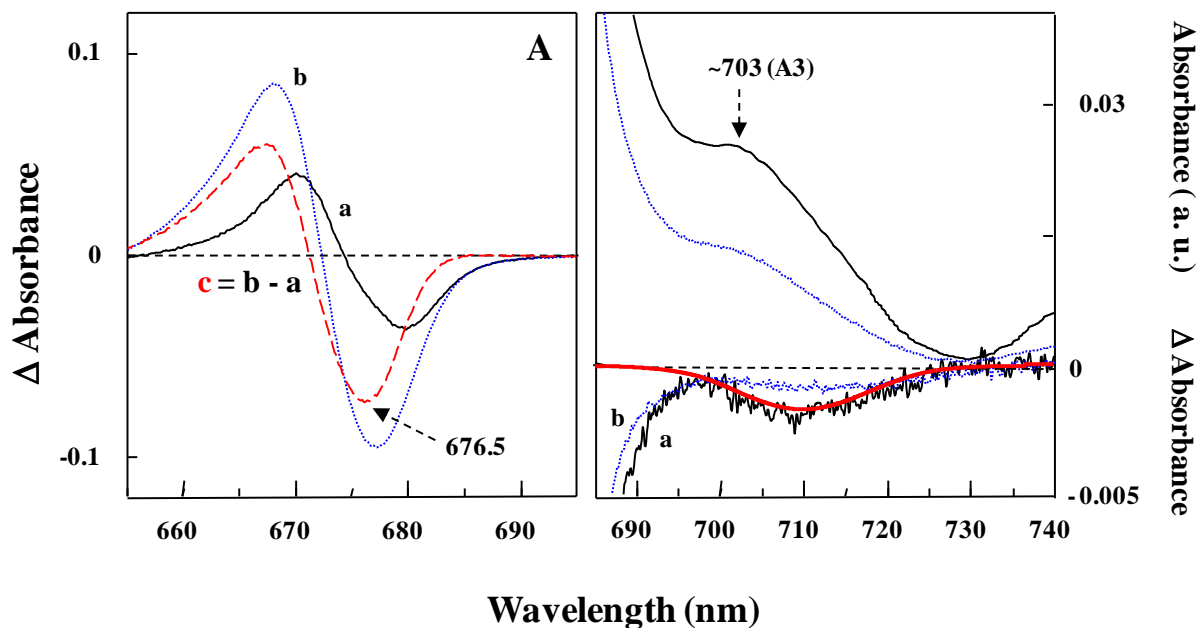 A
0.1
0
-0.1
Δ Absorbance
b
a
c = b - a
676.5
660
670
680
690
~703 (A3)
0.03
0
-0.005
Absorbance ( a. u.)
Δ Absorbance
b
a
690
700
710
720
730
740
Wavelength (nm)